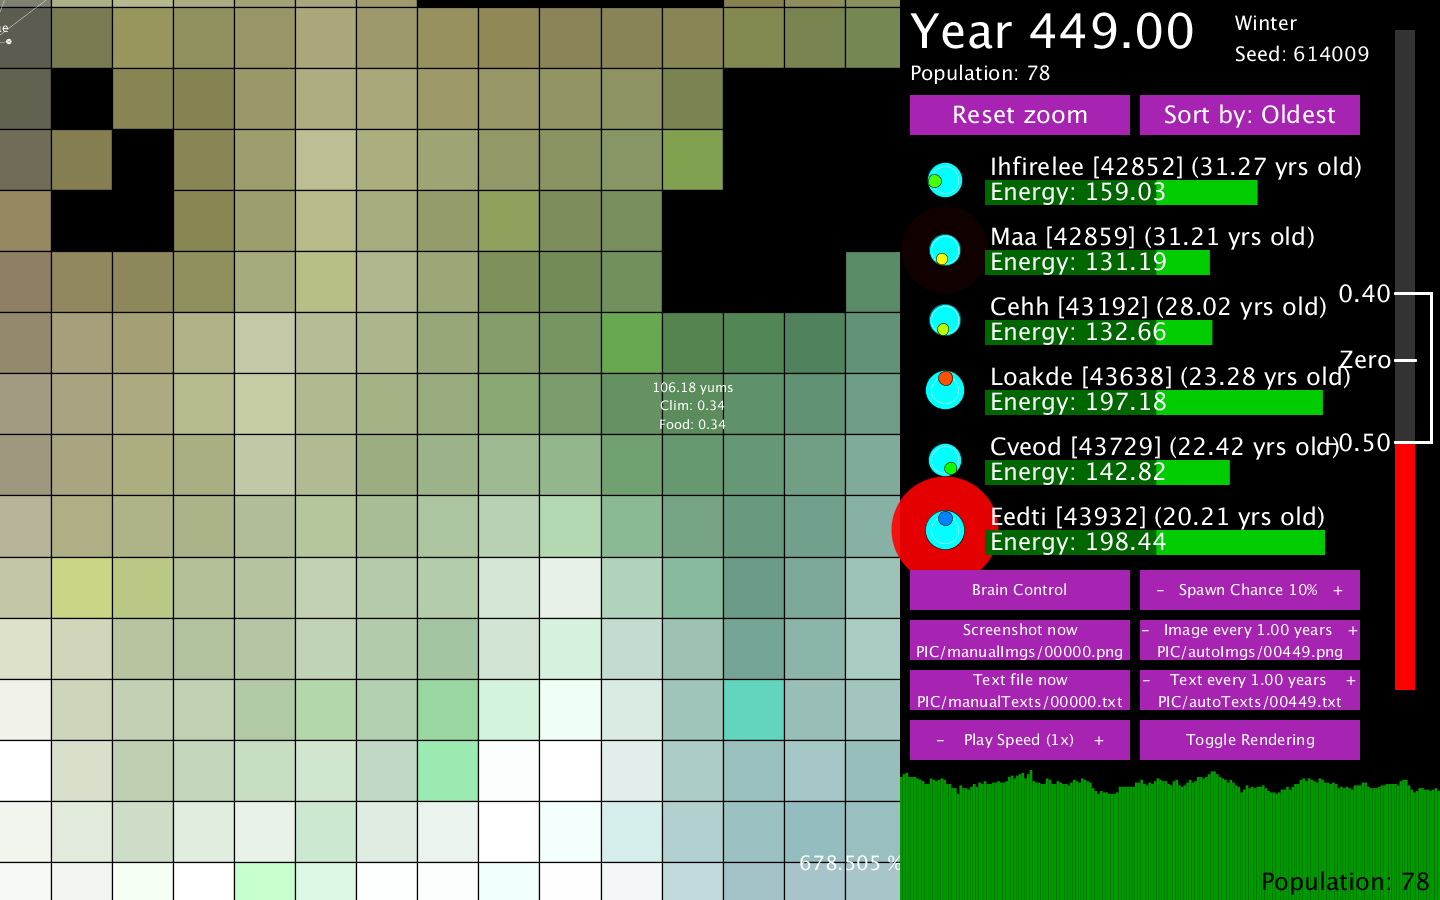 e
Year 449.00
Winter
Seed: 614009
Population: 78
Reset zoom
Sort by: Oldest
Ihfirelee [42852] (31.27 yrs old)
Energy: 159.03
Maa [42859] (31.21 yrs old)
Energy: 131.19
Cehh [43192] (28.02 yrs old)
Energy: 132.66
0.40
Zero
Loakde [43638] (23.28 yrs old)
Energy: 197.18
106.18 yums
Clim: 0.34
Food: 0.34
Cveod [43729] (22.42 yrs old)
-0.50
Energy: 142.82
Eedti [43932] (20.21 yrs old)
Energy: 198.44
Brain Control
- Spawn Chance 10% +
Screenshot now
PIC/manualImgs/00000.png
- Image every 1.00 years +
PIC/autoImgs/00449.png
Text file now
PIC/manualTexts/00000.txt
- Text every 1.00 years +
PIC/autoTexts/00449.txt
- Play Speed (1x) +
Toggle Rendering
678.505 %
Population: 78